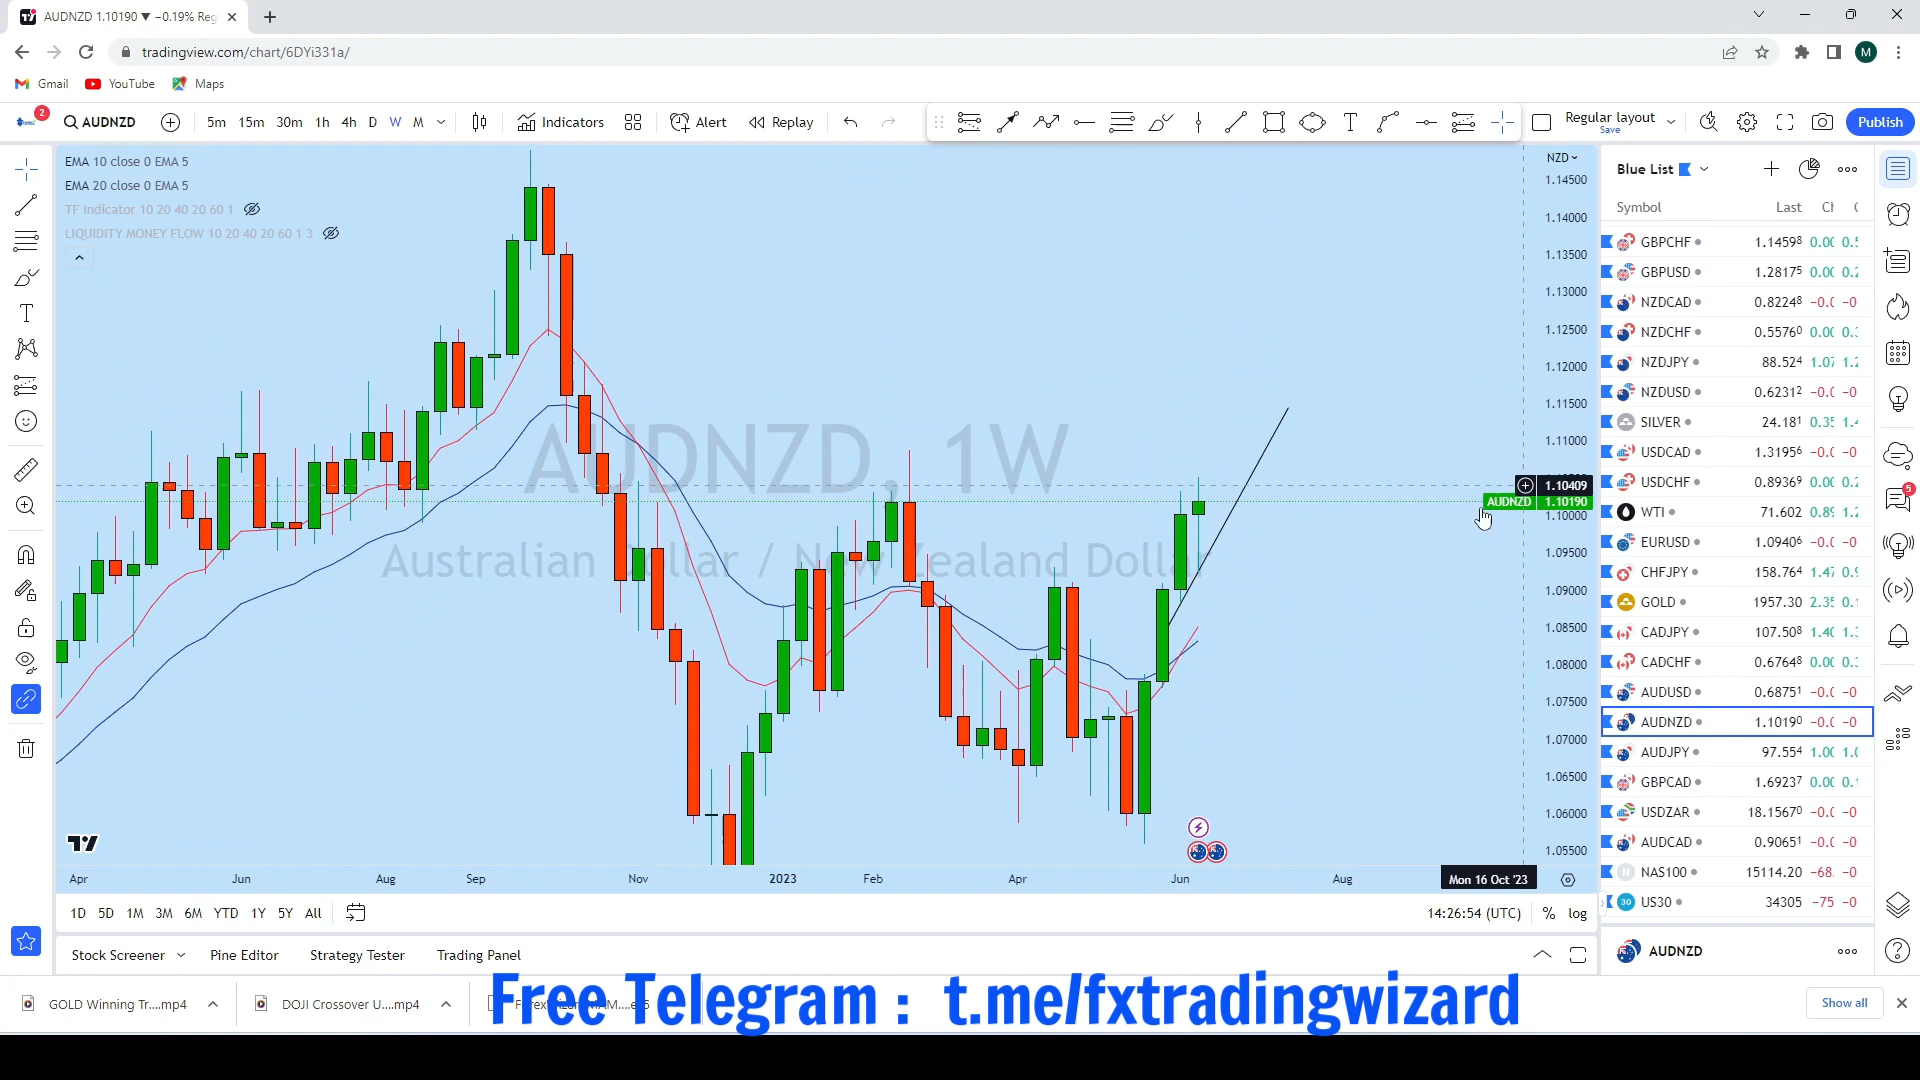 AUDNZD 1.10190 ▼ −0.19% Reg
tradingview.com/chart/6DYi331a/
M
Gmail YouTube Maps
2
AUDNZD 5m 15m 30m 1h 4h D W M Indicators Alert Replay Regular layout Save Publish
EMA 10 close 0 EMA 5
EMA 20 close 0 EMA 5
TF Indicator 10 20 40 20 60 1
LIQUIDITY MONEY FLOW 10 20 40 20 60 1 3
AUDNZD, 1W
Australian Dollar / New Zealand Dollar
NZD
1.14500
1.14000
1.13500
1.13000
1.12500
1.12000
1.11500
1.11000
1.10409
AUDNZD 1.10190
1.10000
1.09500
1.09000
1.08500
1.08000
1.07500
1.07000
1.06500
1.06000
1.05500
Apr Jun Aug Sep Nov 2023 Feb Apr Jun Aug Mon 16 Oct '23
1D 5D 1M 3M 6M YTD 1Y 5Y All 14:26:54 (UTC) % log
Stock Screener Pine Editor Strategy Tester Trading Panel
Blue List
Symbol Last
GBPCHF 1.14598
GBPUSD 1.28175
NZDCAD 0.82248
NZDCHF 0.55760
NZDJPY 88.524
NZDUSD 0.62312
SILVER 24.181
USDCAD 1.31956
USDCHF 0.89369
WTI 71.602
EURUSD 1.09406
CHFJPY 158.764
GOLD 1957.30
CADJPY 107.508
CADCHF 0.67648
AUDUSD 0.68751
AUDNZD 1.10190
AUDJPY 97.554
GBPCAD 1.69237
USDZAR 18.15670
AUDCAD 0.90651
NAS100 15114.20
30 US30 34305
AUDNZD
5
GOLD Winning Tr....mp4 DOJI Crossover U....mp4 Show all
Free Telegram : t.me/fxtradingwizard